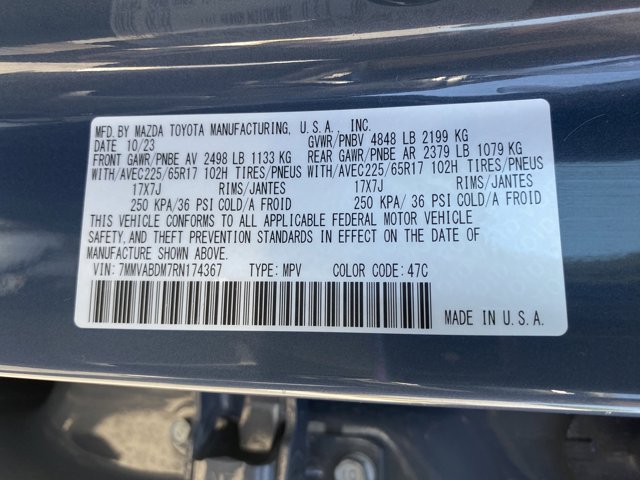 MFD. BY MAZDA TOYOTA MANUFACTURING, U.S.A. INC.
DATE 10/23 GVWR/PNBV 4848 LB 2199 KG
FRONT GAWR/PNBE AV 2498 LB 1133 KG REAR GAWR/PNBE AR 2379 LB 1079 KG
WITH/AVEC225/65R17 102H TIRES/PNEUS WITH/AVEC225/65R17 102H TIRES/PNEUS
17X7J RIMS/JANTES 17X7J RIMS/JANTES
250 KPA/ 36 PSI COLD/A FROID 250 KPA/ 36 PSI COLD/A FROID
THIS VEHICLE CONFORMS TO ALL APPLICABLE FEDERAL MOTOR VEHICLE
SAFETY, AND THEFT PREVENTION STANDARDS IN EFFECT ON THE DATE OF
MANUFACTURE SHOWN ABOVE.
VIN: 7MMVABDM7RN174367 TYPE: MPV COLOR CODE: 47C
MADE IN U.S.A.